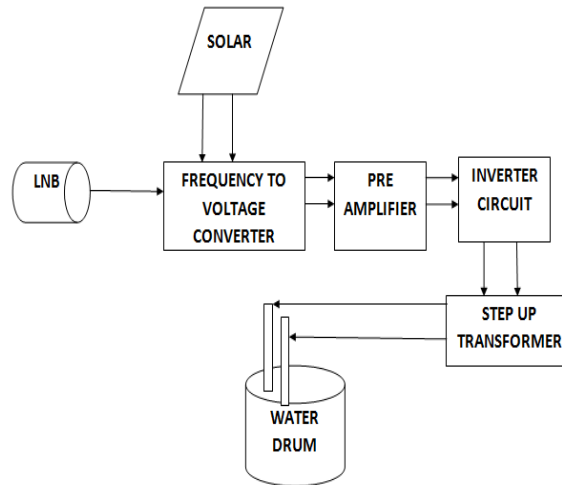 SOLAR
LNB
FREQUENCY TO
VOLTAGE
CONVERTER
PRE
AMPLIFIER
INVERTER
CIRCUIT
STEP UP
TRANSFORMER
WATER
DRUM